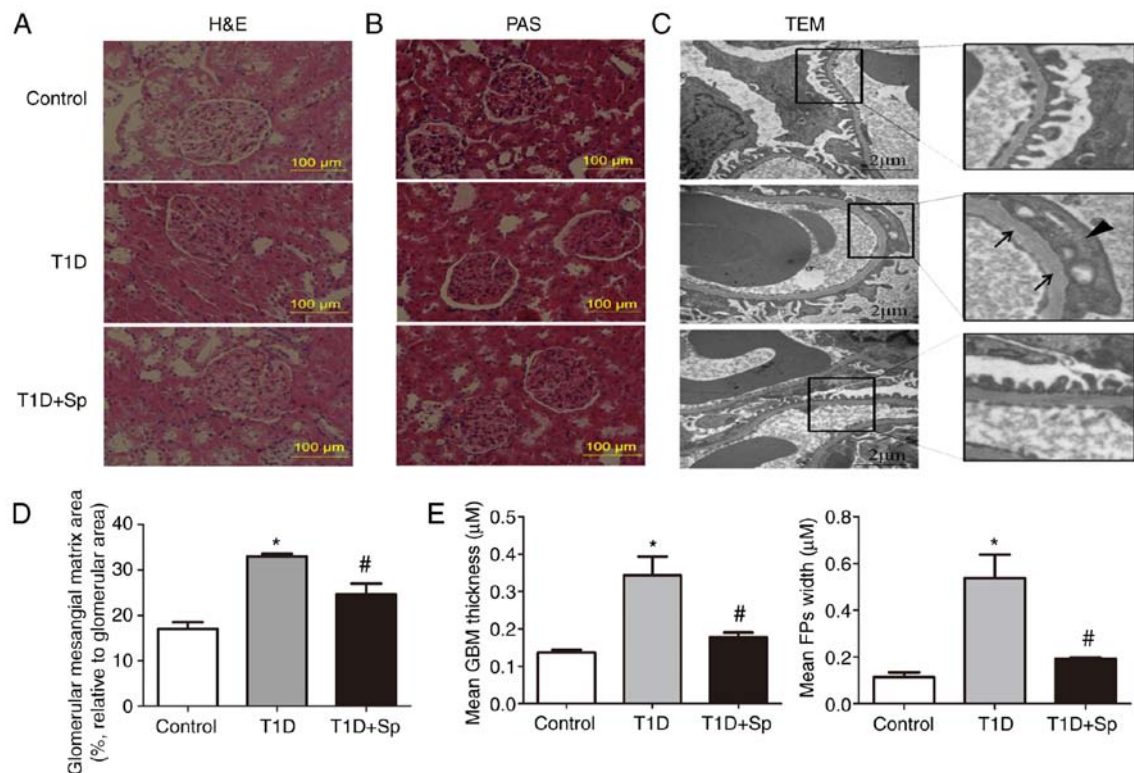 A
H&E
B
PAS
C
TEM
Control
100 µm
100 µm
2µm
T1D
100 µm
100 µm
2µm
T1D+Sp
100 µm
100 µm
2µm
D
Glomerular mesangial matrix area
(%, relative to glomerular area)
40
30
20
10
0
*
#
Control
T1D
T1D+Sp
E
Mean GBM thickness (µM)
0.5
0.4
0.3
0.2
0.1
0.0
*
#
Control
T1D
T1D+Sp
Mean FPs width (µM)
0.8
0.6
0.4
0.2
0.0
*
#
Control
T1D
T1D+Sp